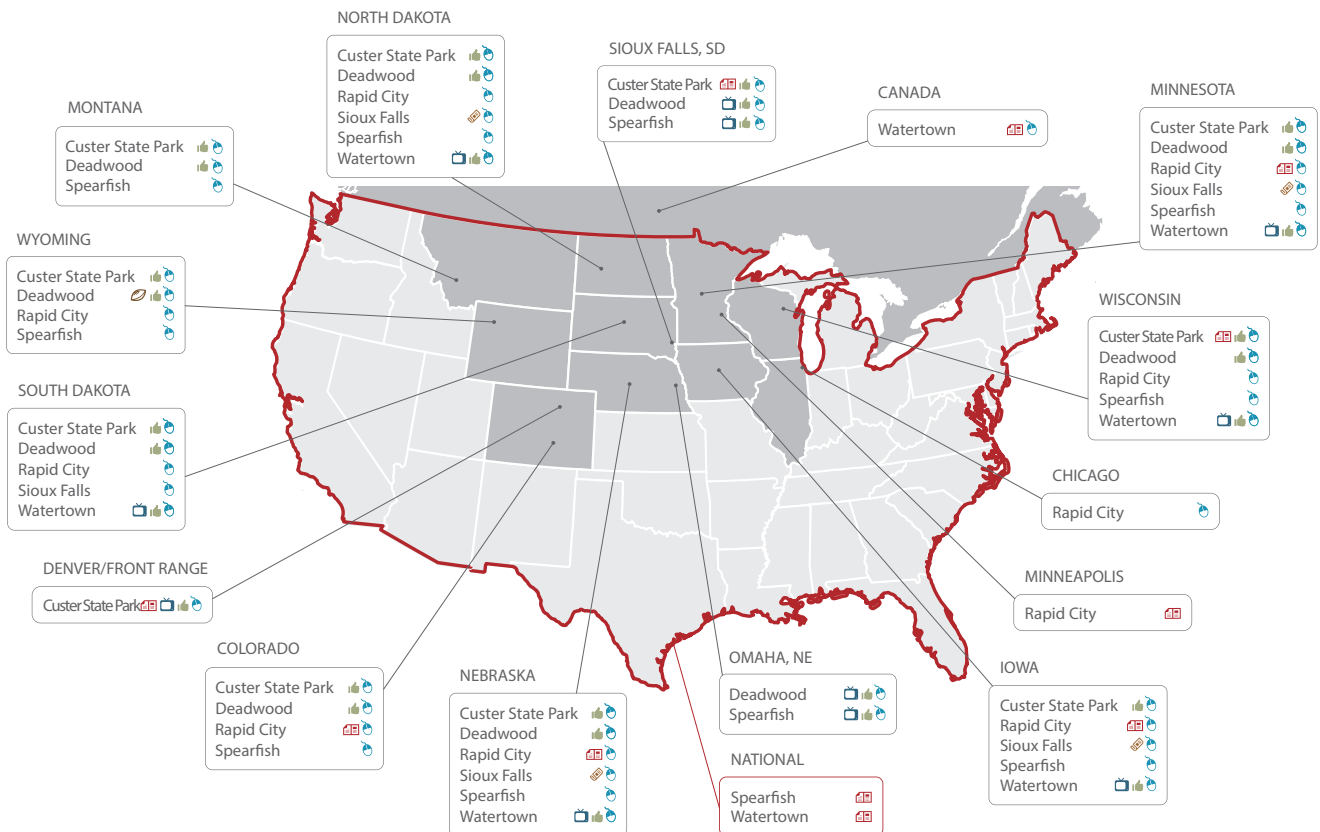 NORTH DAKOTA
Custer State Park
Deadwood
Rapid City
Sioux Falls
Spearfish
Watertown
SIOUX FALLS, SD
Custer State Park
Deadwood
Spearfish
CANADA
Watertown
MINNESOTA
Custer State Park
Deadwood
Rapid City
Sioux Falls
Spearfish
Watertown
MONTANA
Custer State Park
Deadwood
Spearfish
WYOMING
Custer State Park
Deadwood
Rapid City
Spearfish
WISCONSIN
Custer State Park
Deadwood
Rapid City
Spearfish
Watertown
SOUTH DAKOTA
Custer State Park
Deadwood
Rapid City
Sioux Falls
Watertown
CHICAGO
Rapid City
DENVER/FRONT RANGE
Custer State Park
MINNEAPOLIS
Rapid City
COLORADO
Custer State Park
Deadwood
Rapid City
Spearfish
NEBRASKA
Custer State Park
Deadwood
Rapid City
Sioux Falls
Spearfish
Watertown
OMAHA, NE
Deadwood
Spearfish
NATIONAL
Spearfish
Watertown
IOWA
Custer State Park
Rapid City
Sioux Falls
Spearfish
Watertown